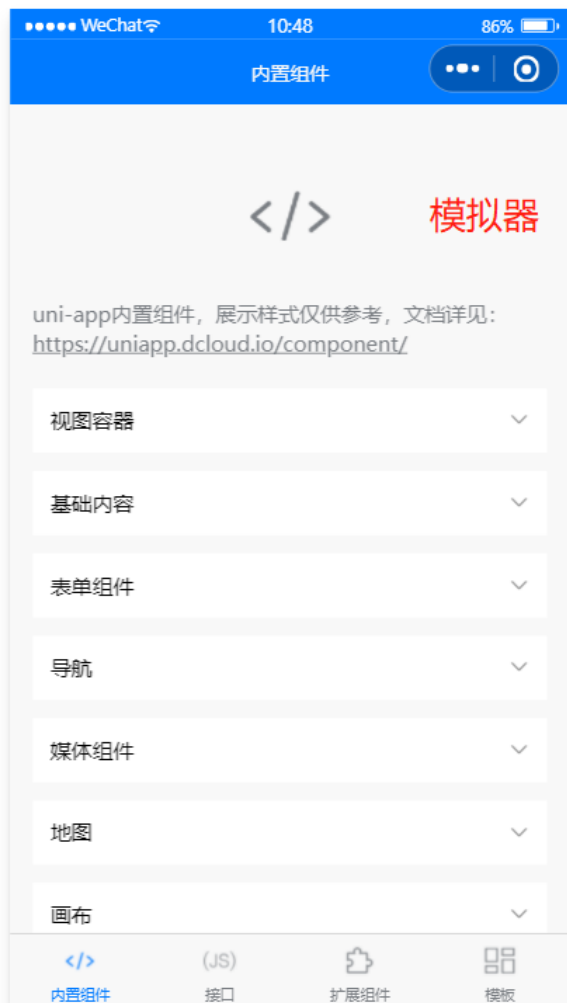 WeChat
10:48
86%
内置组件
</>
模拟器
uni-app内置组件，展示样式仅供参考，文档详见：
https://uniapp.dcloud.io/component/
视图容器
基础内容
表单组件
导航
媒体组件
地图
画布
</>
(JS)
内置组件
接口
扩展组件
模板